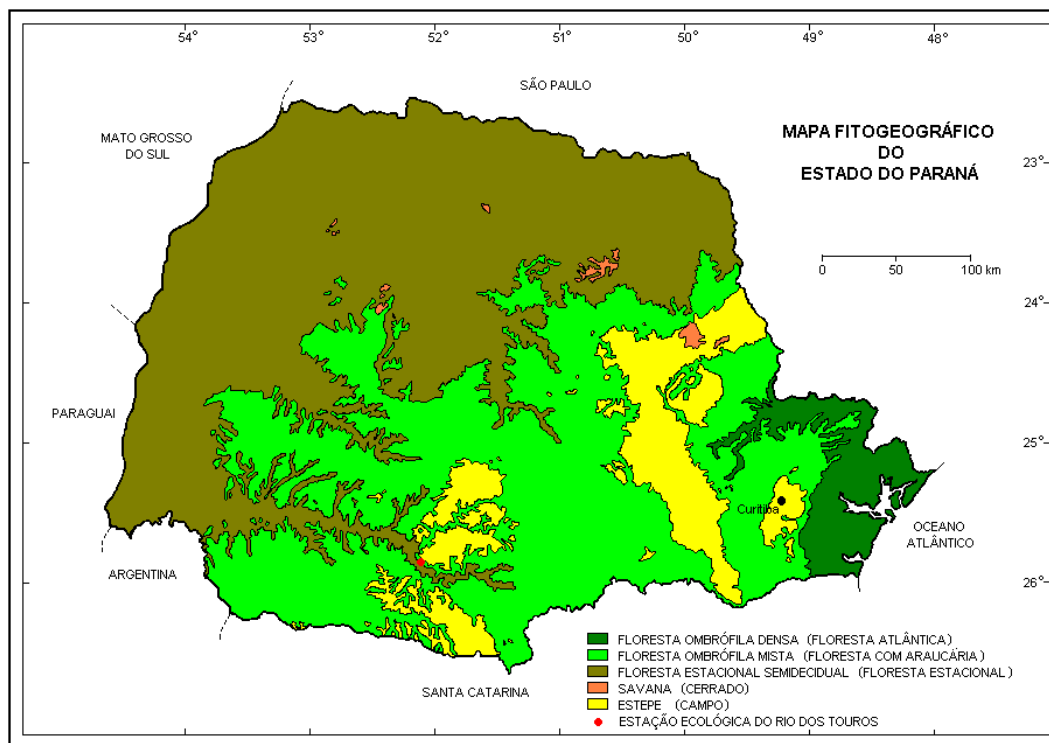 54° 53° 52° 51° 50° 49° 48°
SÃO PAULO
MATO GROSSO
DO SUL
MAPA FITOGEOGRÁFICO
DO
ESTADO DO PARANÁ
23°
0 50 100 km
24°
PARAGUAI
25°
Curitiba
OCEANO
ATLÂNTICO
ARGENTINA
26°
SANTA CATARINA
FLORESTA OMBRÓFILA DENSA (FLORESTA ATLÂNTICA)
FLORESTA OMBRÓFILA MISTA (FLORESTA COM ARAUCÁRIA)
FLORESTA ESTACIONAL SEMIDECIDUAL (FLORESTA ESTACIONAL)
SAVANA (CERRADO)
ESTEPE (CAMPO)
ESTAÇÃO ECOLÓGICA DO RIO DOS TOUROS